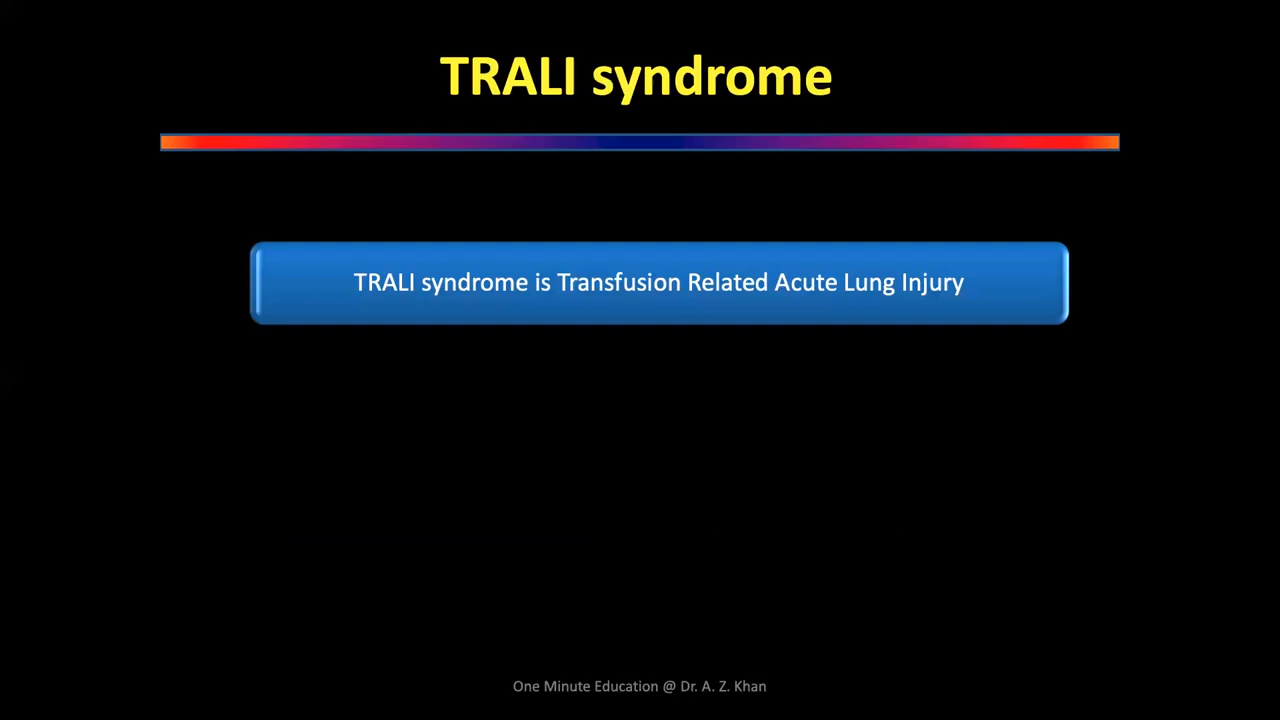 TRALI syndrome
TRALI syndrome is Transfusion Related Acute Lung Injury
One Minute Education @ Dr. A. Z. Khan